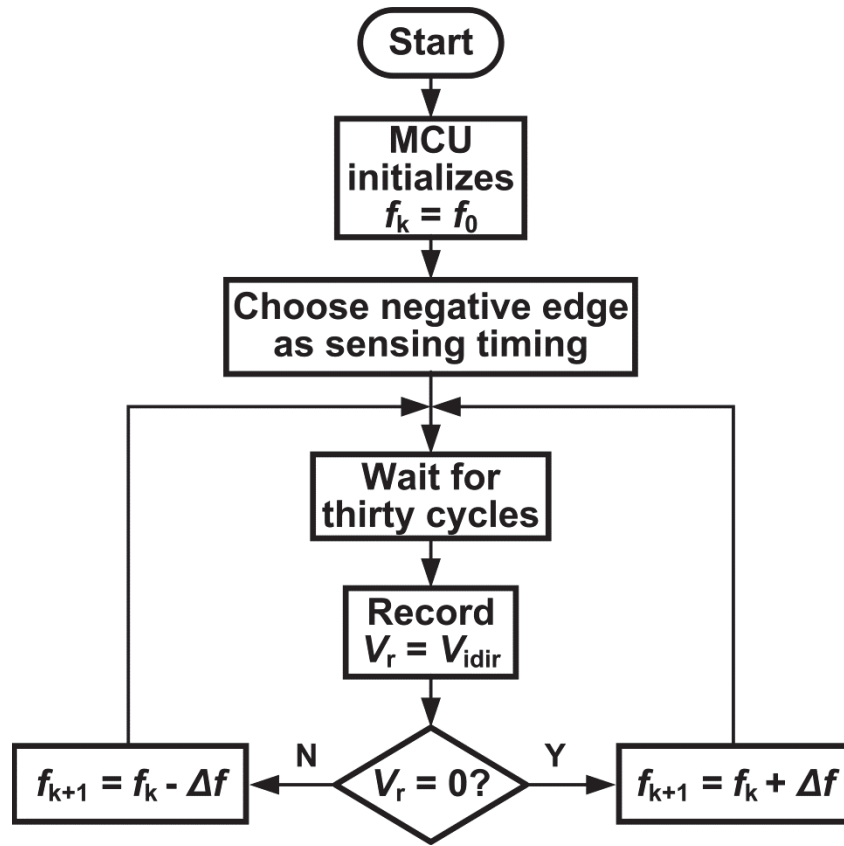 Start
MCU
initializes
fk = f0
Choose negative edge
as sensing timing
Wait for
thirty cycles
Record
Vr = Vidir
N
Vr = 0?
Y
fk+1 = fk - Δf
fk+1 = fk + Δf